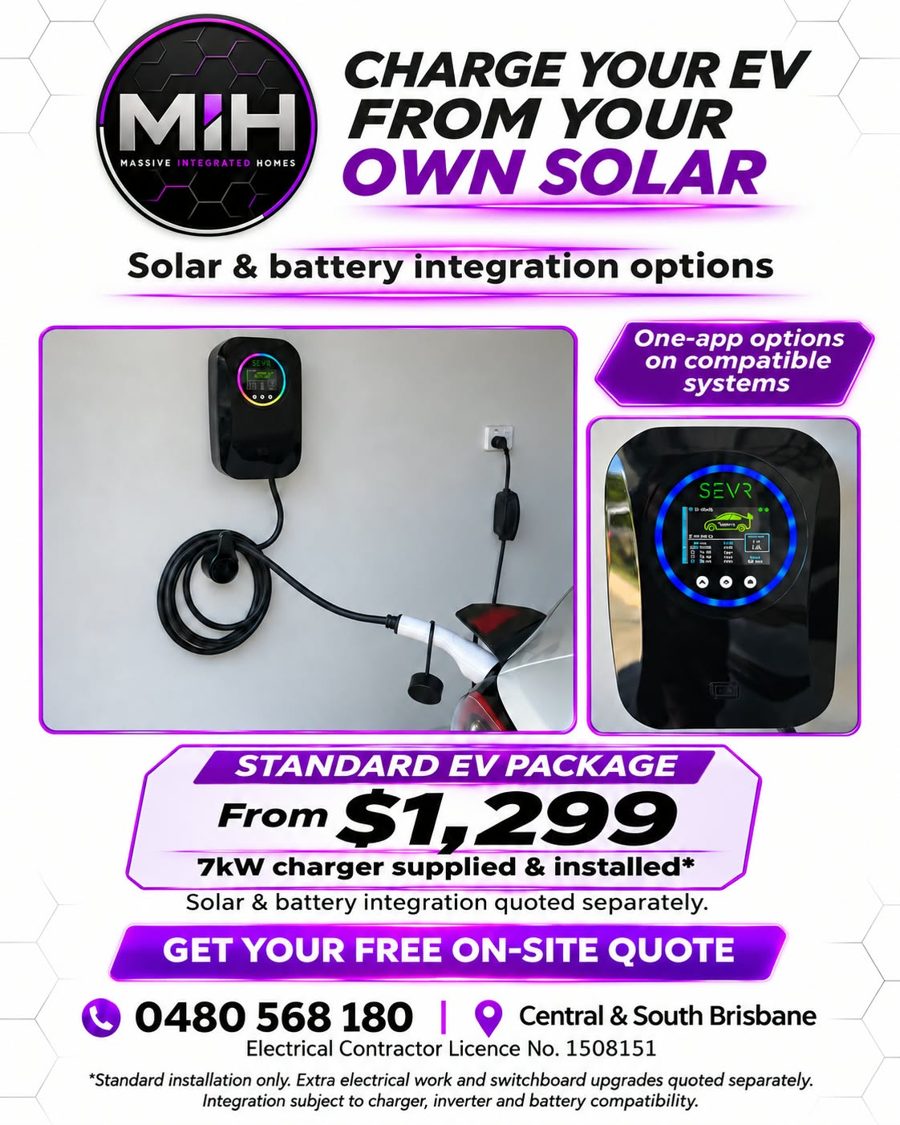 MIH
MASSIVE INTEGRATED HOMES
CHARGE YOUR EV
FROM YOUR
OWN SOLAR
Solar & battery integration options
SEVR
One-app options
on compatible
systems
SEVR
STANDARD EV PACKAGE
From $1,299
7kW charger supplied & installed*
Solar & battery integration quoted separately.
GET YOUR FREE ON-SITE QUOTE
0480 568 180 | Central & South Brisbane
Electrical Contractor Licence No. 1508151
*Standard installation only. Extra electrical work and switchboard upgrades quoted separately.
Integration subject to charger, inverter and battery compatibility.